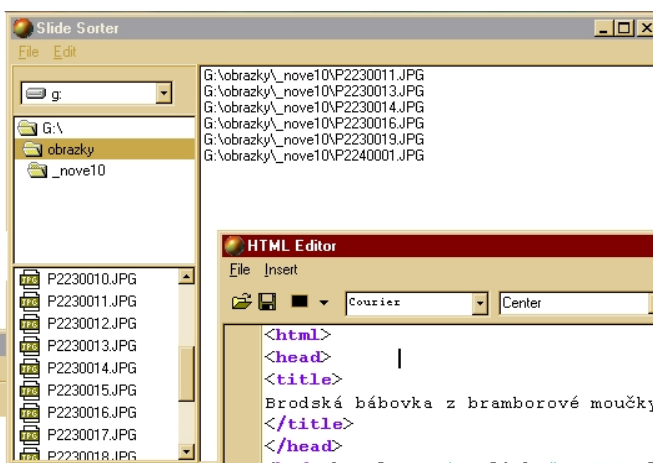 Slide Sorter
File Edit
g:
G:\
obrazky
_nove10
G:\obrazky\_nove10\P2230011.JPG
G:\obrazky\_nove10\P2230013.JPG
G:\obrazky\_nove10\P2230014.JPG
G:\obrazky\_nove10\P2230016.JPG
G:\obrazky\_nove10\P2230019.JPG
G:\obrazky\_nove10\P2240001.JPG
P2230010.JPG
P2230011.JPG
P2230012.JPG
P2230013.JPG
P2230014.JPG
P2230015.JPG
P2230016.JPG
P2230017.JPG
P2230018.JPG
HTML Editor
File Insert
Courier Center
<html>
<head>
<title>
Brodská bábovka z bramborové moučky
</title>
</head>